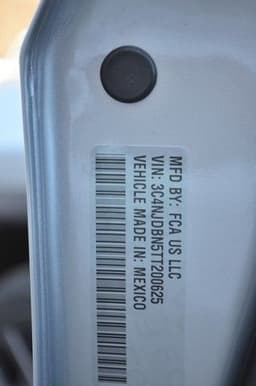 MFD BY: FCA US LLC
VIN: 3C4NJDBN5TT200625
VEHICLE MADE IN: MEXICO